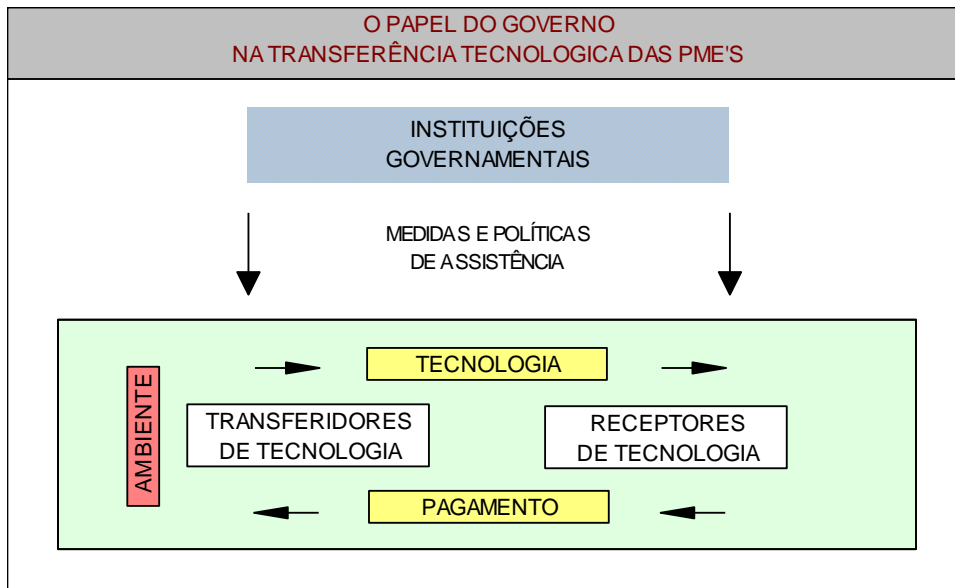 O PAPEL DO GOVERNO
NA TRANSFERÊNCIA TECNOLOGICA DAS PME'S
INSTITUIÇÕES
GOVERNAMENTAIS
MEDIDAS E POLÍTICAS
DE ASSISTÊNCIA
TECNOLOGIA
AMBIENTE
TRANSFERIDORES
DE TECNOLOGIA
RECEPTORES
DE TECNOLOGIA
PAGAMENTO